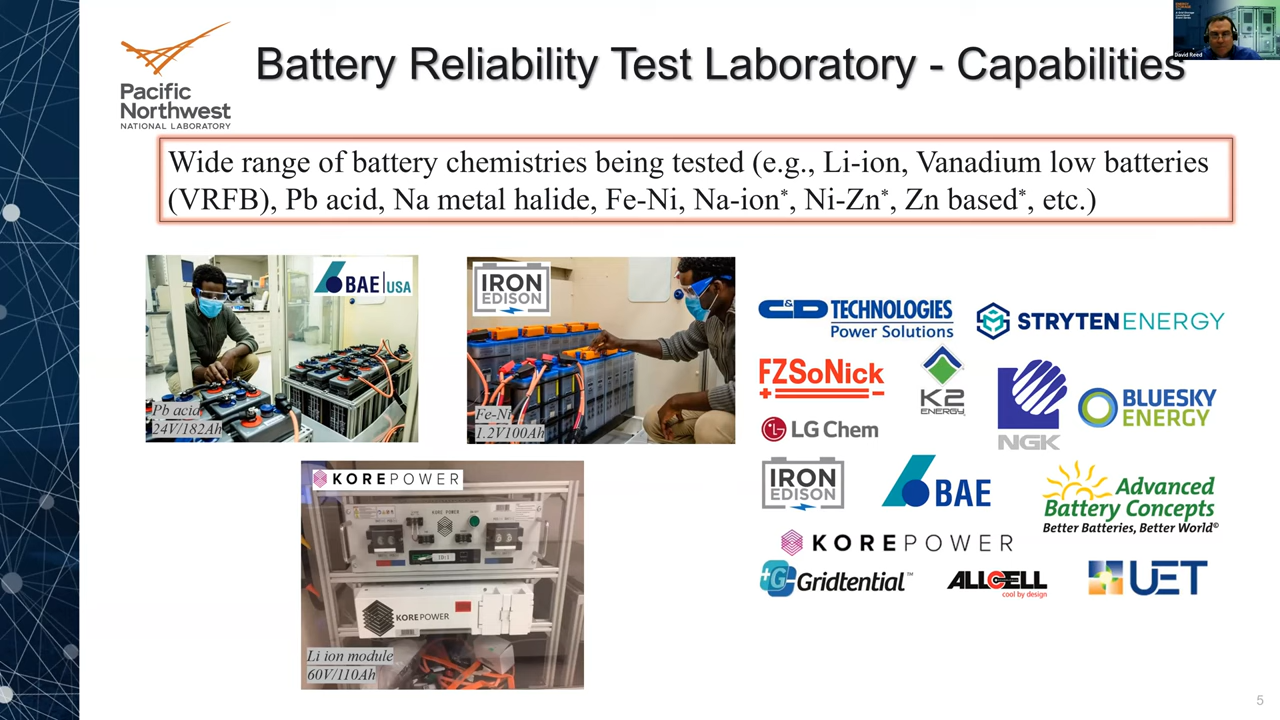 David Reed
Battery Reliability Test Laboratory - Capabilities
Pacific
Northwest
NATIONAL LABORATORY
Wide range of battery chemistries being tested (e.g., Li-ion, Vanadium low batteries
(VRFB), Pb acid, Na metal halide, Fe-Ni, Na-ion*, Ni-Zn*, Zn based*, etc.)
BAE USA
Pb acid
24V/182Ah
IRON
EDISON
Fe-Ni
1.2V100Ah
KOREPOWER
KORE POWER
KOREPOWER
Li ion module
60V/110Ah
C&D TECHNOLOGIES
Power Solutions
STRYTEN ENERGY
FZSoNick
K2
ENERGY
NGK
BLUESKY
ENERGY
LG Chem
IRON
EDISON
BAE
Advanced
Battery Concepts
Better Batteries, Better World©
KOREPOWER
+G Gridtential™
ALLCELL
cool by design
UET
5